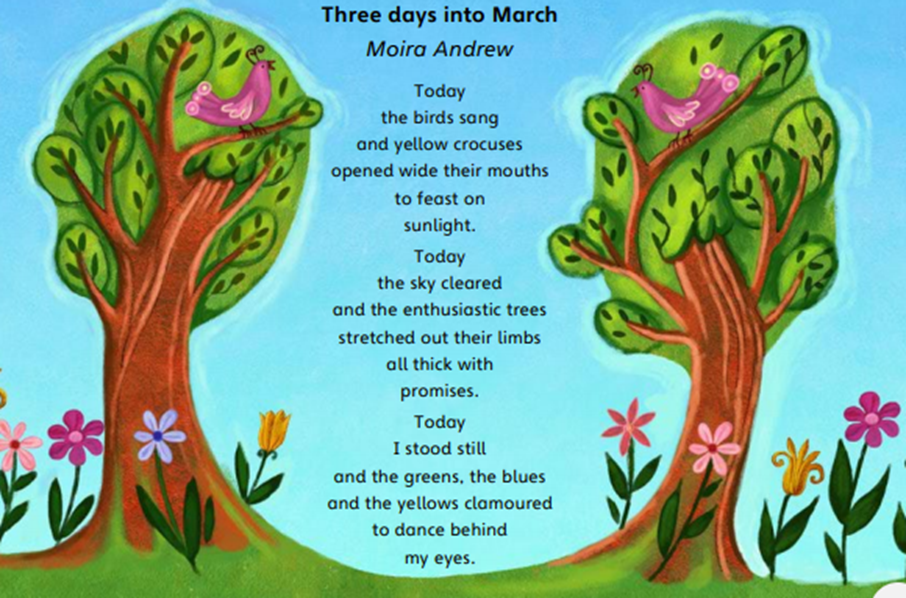 Three days into March
Moira Andrew
Today
the birds sang
and yellow crocuses
opened wide their mouths
to feast on
sunlight.
Today
the sky cleared
and the enthusiastic trees
stretched out their limbs
all thick with
promises.
Today
I stood still
and the greens, the blues
and the yellows clamoured
to dance behind
my eyes.